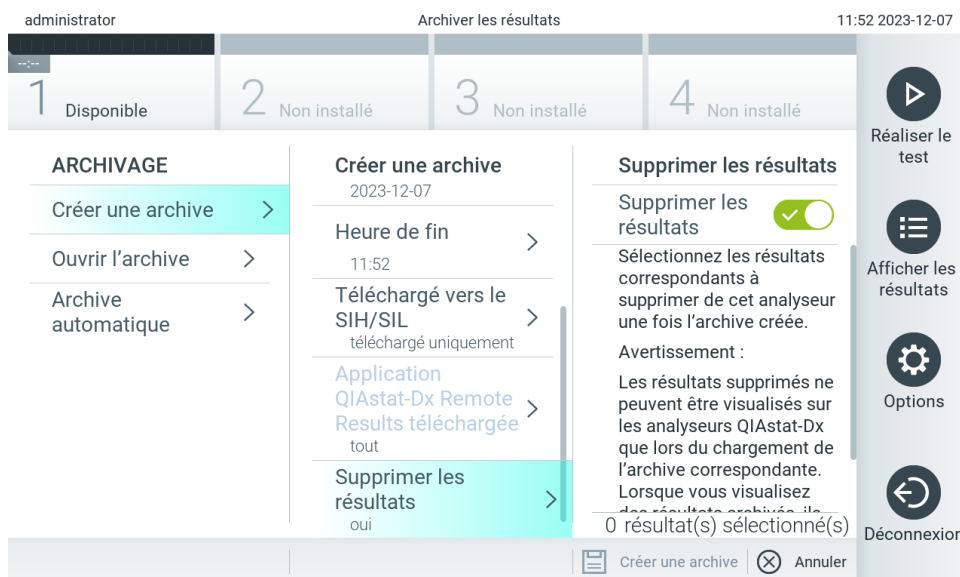 administrator
Archiver les résultats
11:52 2023-12-07
--:--
1 Disponible
2 Non installé
3 Non installé
4 Non installé
ARCHIVAGE
Créer une archive
Ouvrir l'archive
Archive
automatique
Créer une archive
2023-12-07
Heure de fin
11:52
Téléchargé vers le
SIH/SIL
téléchargé uniquement
Application
QIAstat-Dx Remote
Results téléchargée
tout
Supprimer les
résultats
oui
Supprimer les résultats
Supprimer les
résultats
Sélectionnez les résultats
correspondants à
supprimer de cet analyseur
une fois l'archive créée.
Avertissement :
Les résultats supprimés ne
peuvent être visualisés sur
les analyseurs QIAstat-Dx
que lors du chargement de
l'archive correspondante.
Lorsque vous visualisez
des résultats archivés, ils
0 résultat(s) sélectionné(s)
Créer une archive
Annuler
Réaliser le
test
Afficher les
résultats
Options
Déconnexion